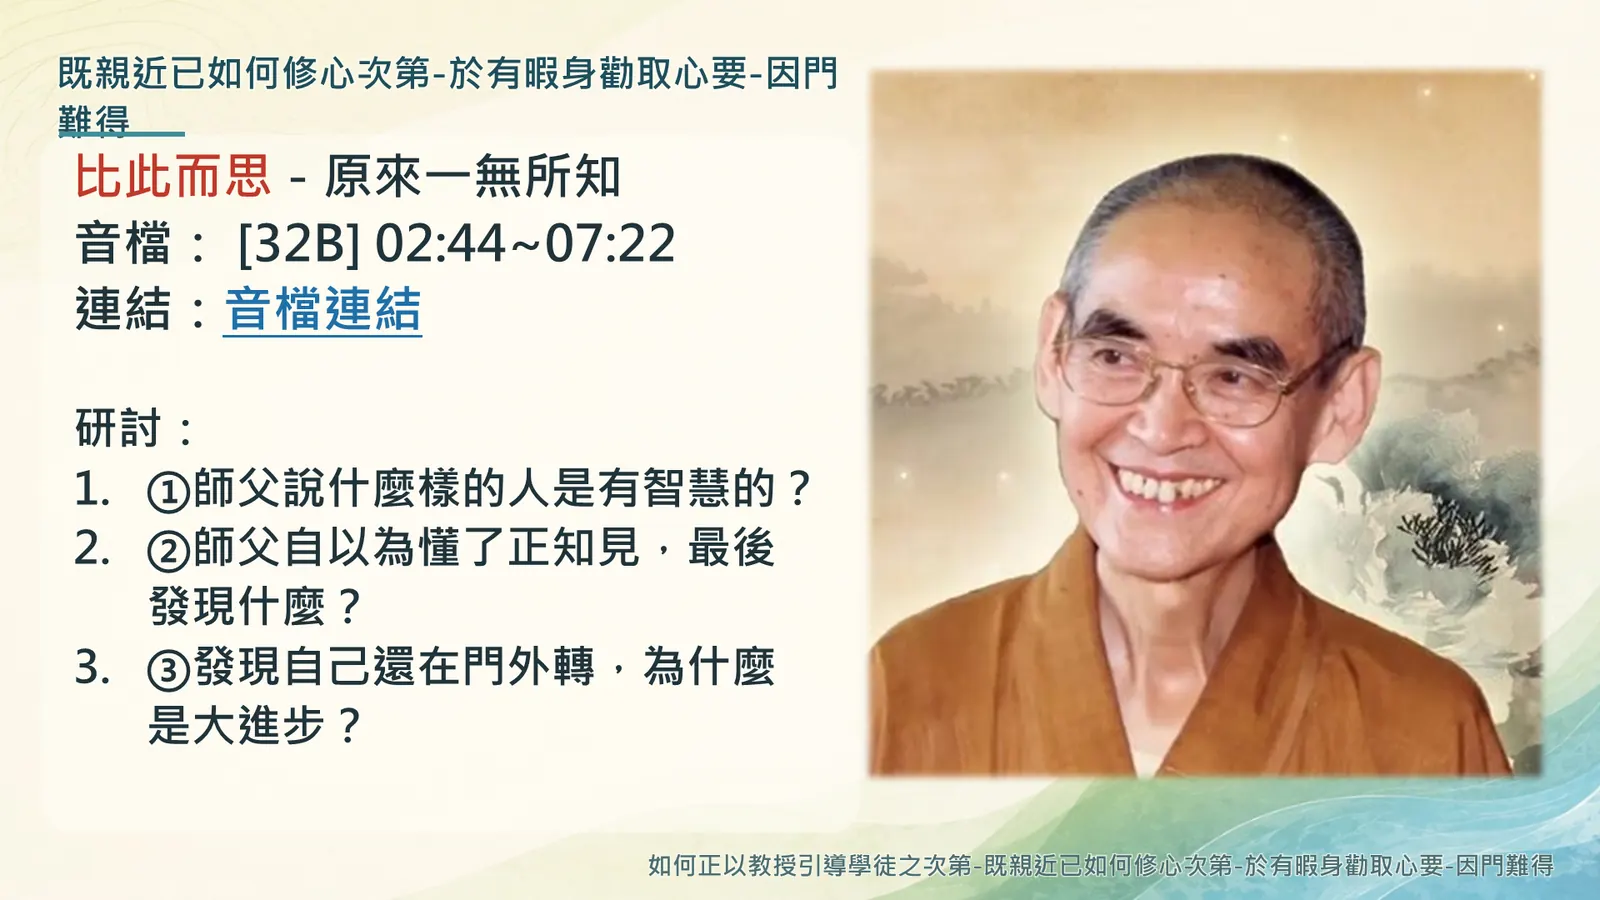 既親近已如何修心次第-於有暇身勸取心要-因門
難得
比此而思 - 原來一無所知
音檔： [32B] 02:44~07:22
連結：音檔連結
研討：
1. ①師父說什麼樣的人是有智慧的？
2. ②師父自以為懂了正知見，最後
發現什麼？
3. ③發現自己還在門外轉，為什麼
是大進步？
如何正以教授引導學徒之次第-既親近已如何修心次第-於有暇身勸取心要-因門難得